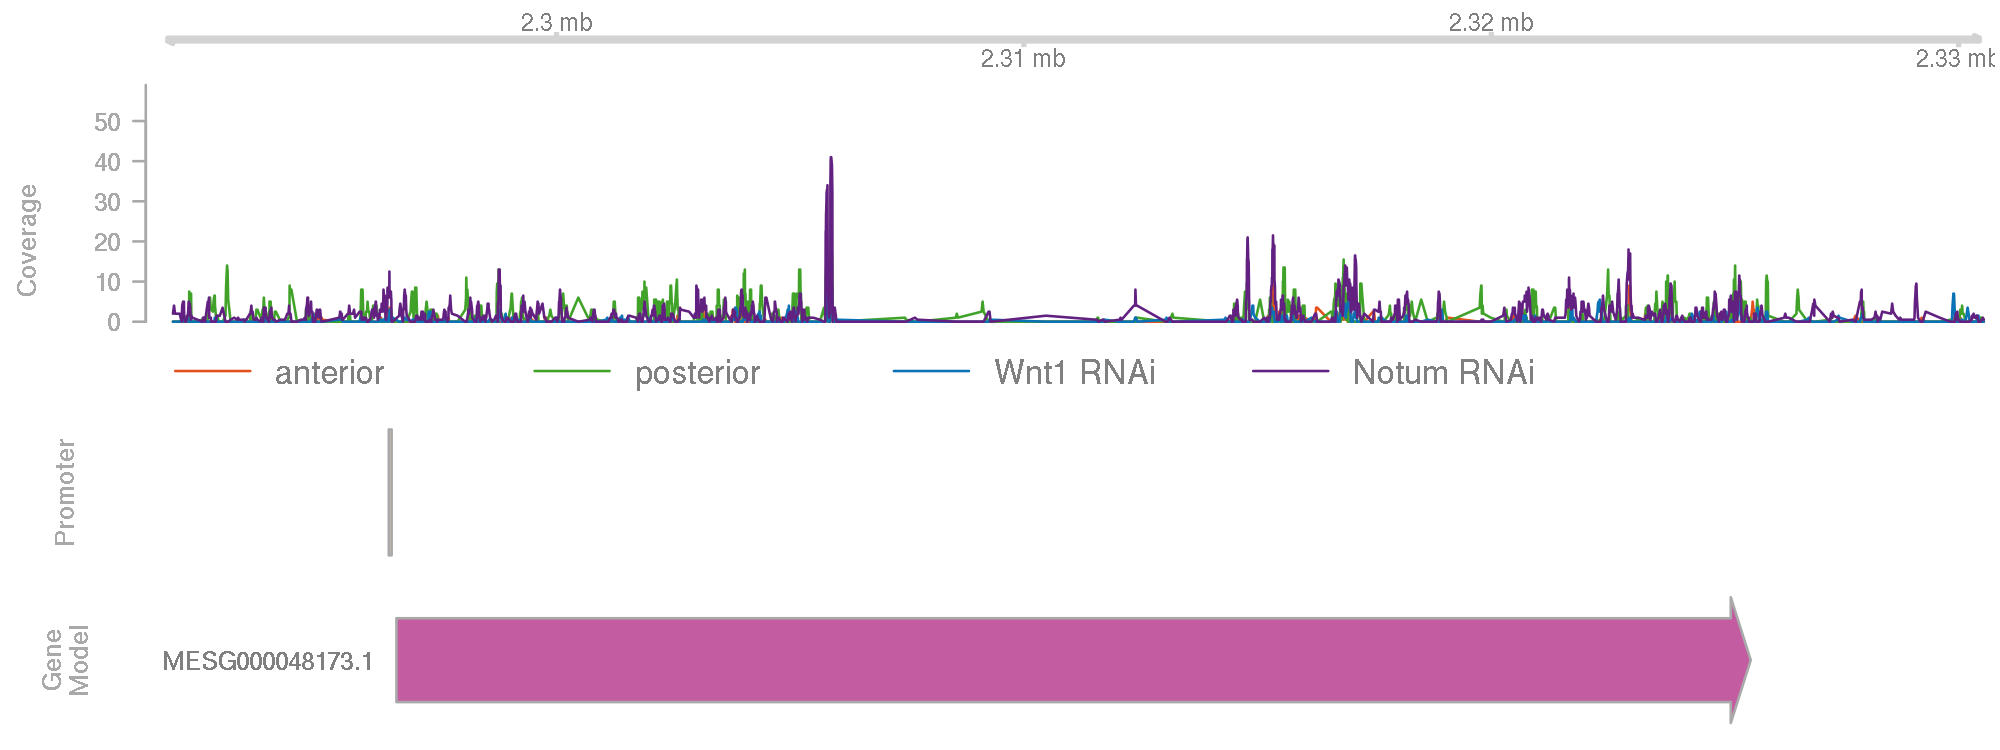 2.3 mb
2.32 mb
2.31 mb
2.33 mb
Coverage
50
40
30
20
10
0
anterior posterior Wnt1 RNAi Notum RNAi
Promoter
Gene
Model
MESG000048173.1